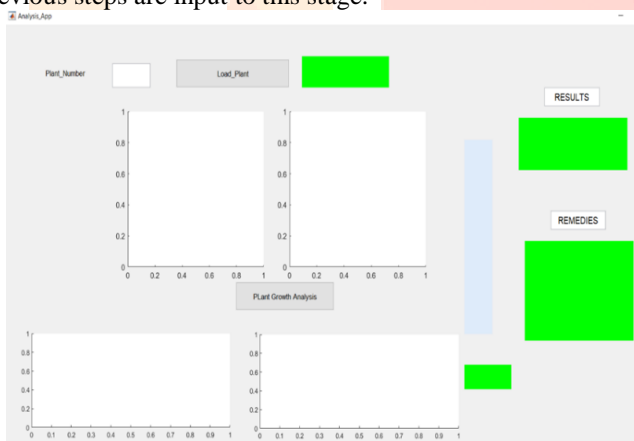 evious steps are input to this stage.
Analysis_App
Plant_Number
Load_Plant
RESULTS
1 1
0.8 0.8
0.6 0.6
0.4 0.4
0.2 0.2
0 0
0 0.2 0.4 0.6 0.8 1 0 0.2 0.4 0.6 0.8 1
REMEDIES
PLant Growth Analysis
1 1
0.8 0.8
0.6 0.6
0.4 0.4
0.2 0.2
0 0
0 0.1 0.2 0.3 0.4 0.5 0.6 0.7 0.8 0.9 1 0 0.1 0.2 0.3 0.4 0.5 0.6 0.7 0.8 0.9 1